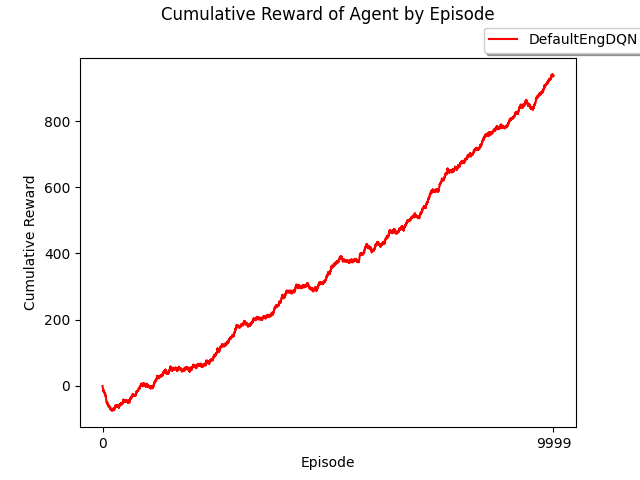 Cumulative Reward of Agent by Episode
DefaultEngDQN
800
600
400
200
0
Cumulative Reward
0
9999
Episode